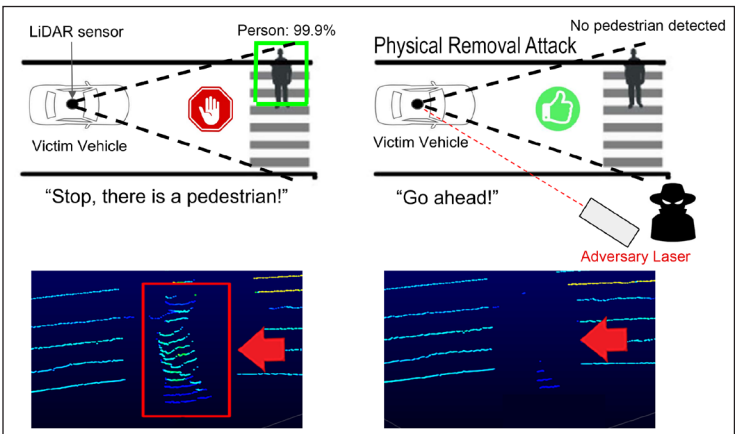 LiDAR sensor
Person: 99.9%
Victim Vehicle
“Stop, there is a pedestrian!”
No pedestrian detected
Physical Removal Attack
Victim Vehicle
“Go ahead!”
Adversary Laser